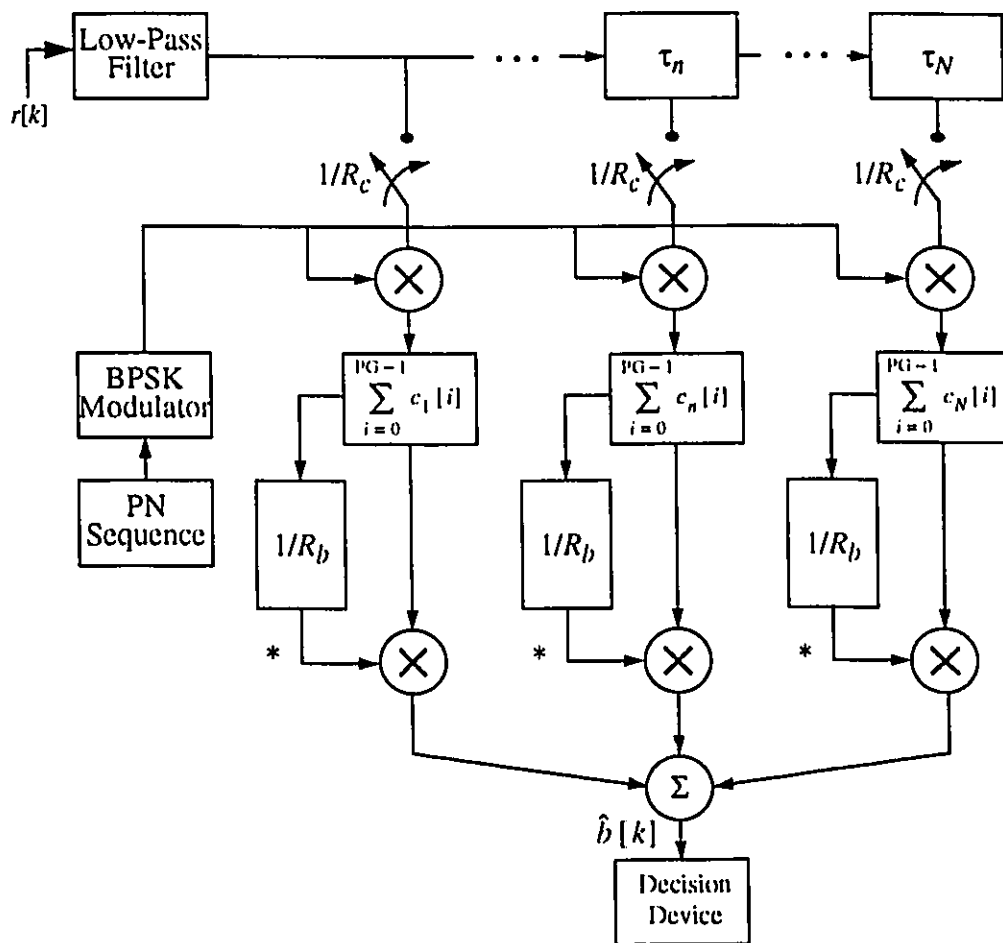 Low-Pass
Filter
r[k]
• • •
τn
• • •
τN
1/Rc
1/Rc
1/Rc
×
×
×
BPSK
Modulator
PN
Sequence
PG – 1
∑ c1[i]
i = 0
PG – 1
∑ cn[i]
i = 0
PG – 1
∑ cN[i]
i = 0
1/Rb
1/Rb
1/Rb
*
×
*
×
*
×
Σ
b̂[k]
Decision
Device